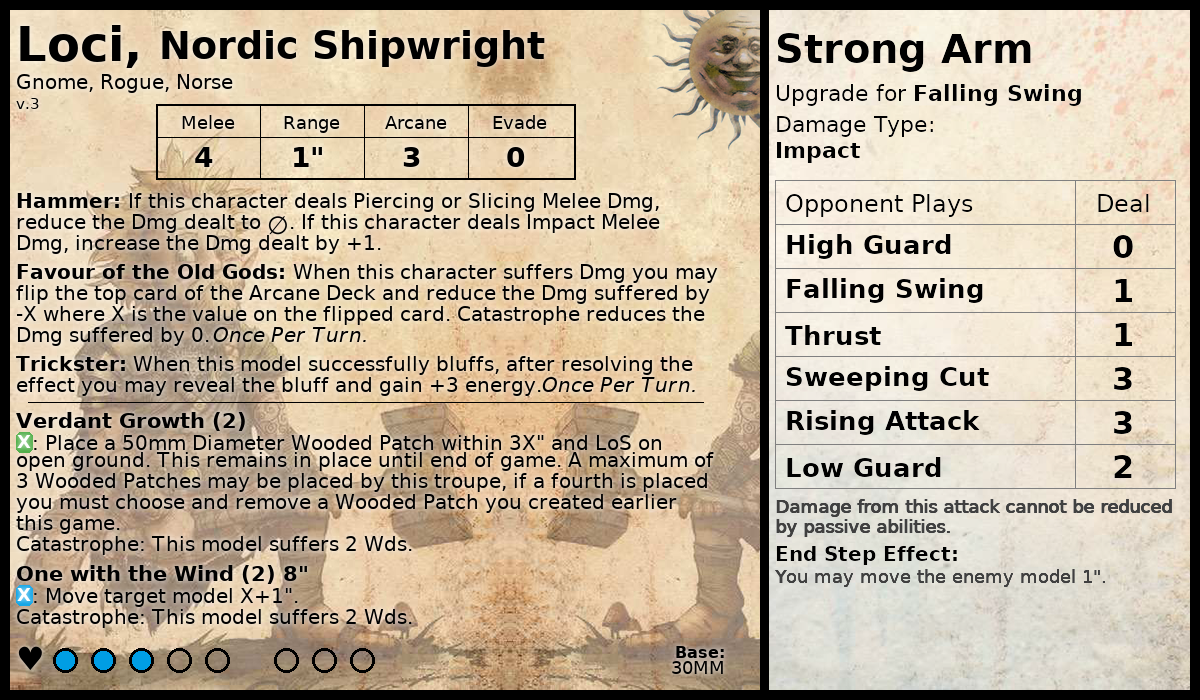 Loci, Nordic Shipwright
Gnome, Rogue, Norse
v.3
Melee Range Arcane Evade
4 1" 3 0
Hammer: If this character deals Piercing or Slicing Melee Dmg,
reduce the Dmg dealt to ∅. If this character deals Impact Melee
Dmg, increase the Dmg dealt by +1.
Favour of the Old Gods: When this character suffers Dmg you may
flip the top card of the Arcane Deck and reduce the Dmg suffered by
-X where X is the value on the flipped card. Catastrophe reduces the
Dmg suffered by 0.Once Per Turn.
Trickster: When this model successfully bluffs, after resolving the
effect you may reveal the bluff and gain +3 energy.Once Per Turn.
Verdant Growth (2)
X: Place a 50mm Diameter Wooded Patch within 3X" and LoS on
open ground. This remains in place until end of game. A maximum of
3 Wooded Patches may be placed by this troupe, if a fourth is placed
you must choose and remove a Wooded Patch you created earlier
this game.
Catastrophe: This model suffers 2 Wds.
One with the Wind (2) 8"
X: Move target model X+1".
Catastrophe: This model suffers 2 Wds.
Base:
30MM
Strong Arm
Upgrade for Falling Swing
Damage Type:
Impact
Opponent Plays Deal
High Guard 0
Falling Swing 1
Thrust 1
Sweeping Cut 3
Rising Attack 3
Low Guard 2
Damage from this attack cannot be reduced
by passive abilities.
End Step Effect:
You may move the enemy model 1".